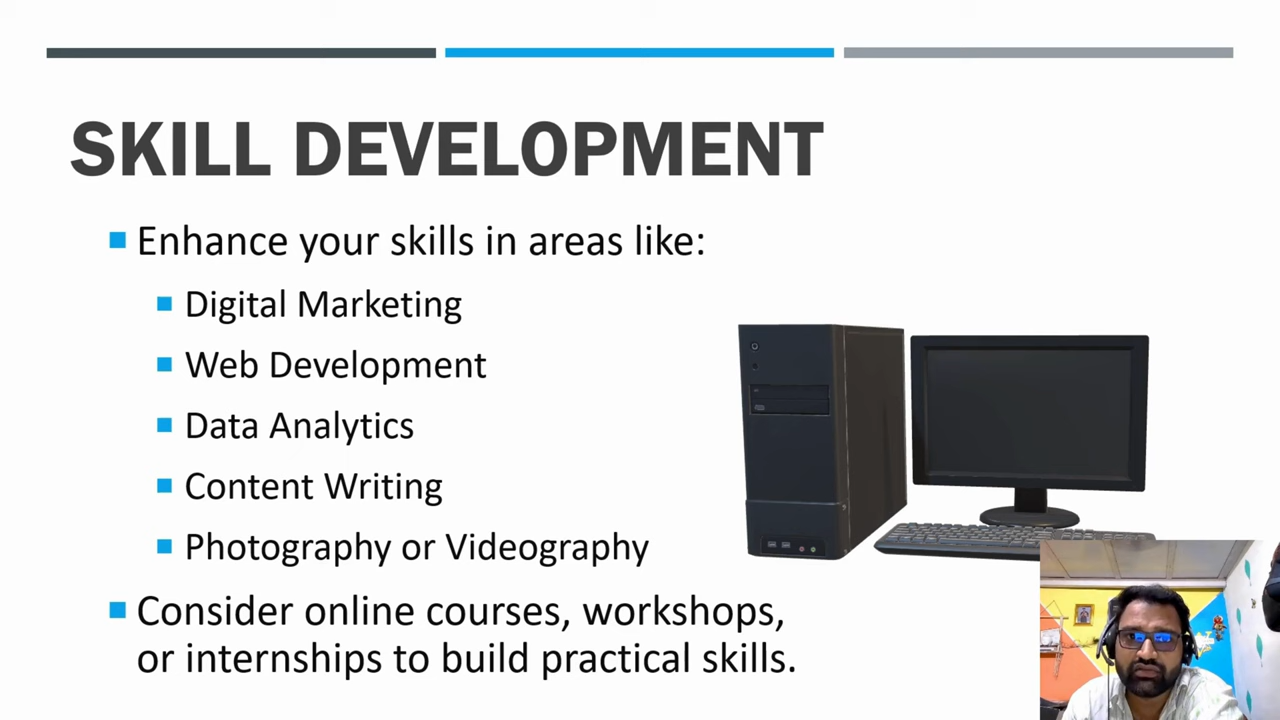 SKILL DEVELOPMENT
Enhance your skills in areas like:
Digital Marketing
Web Development
Data Analytics
Content Writing
Photography or Videography
Consider online courses, workshops,
or internships to build practical skills.